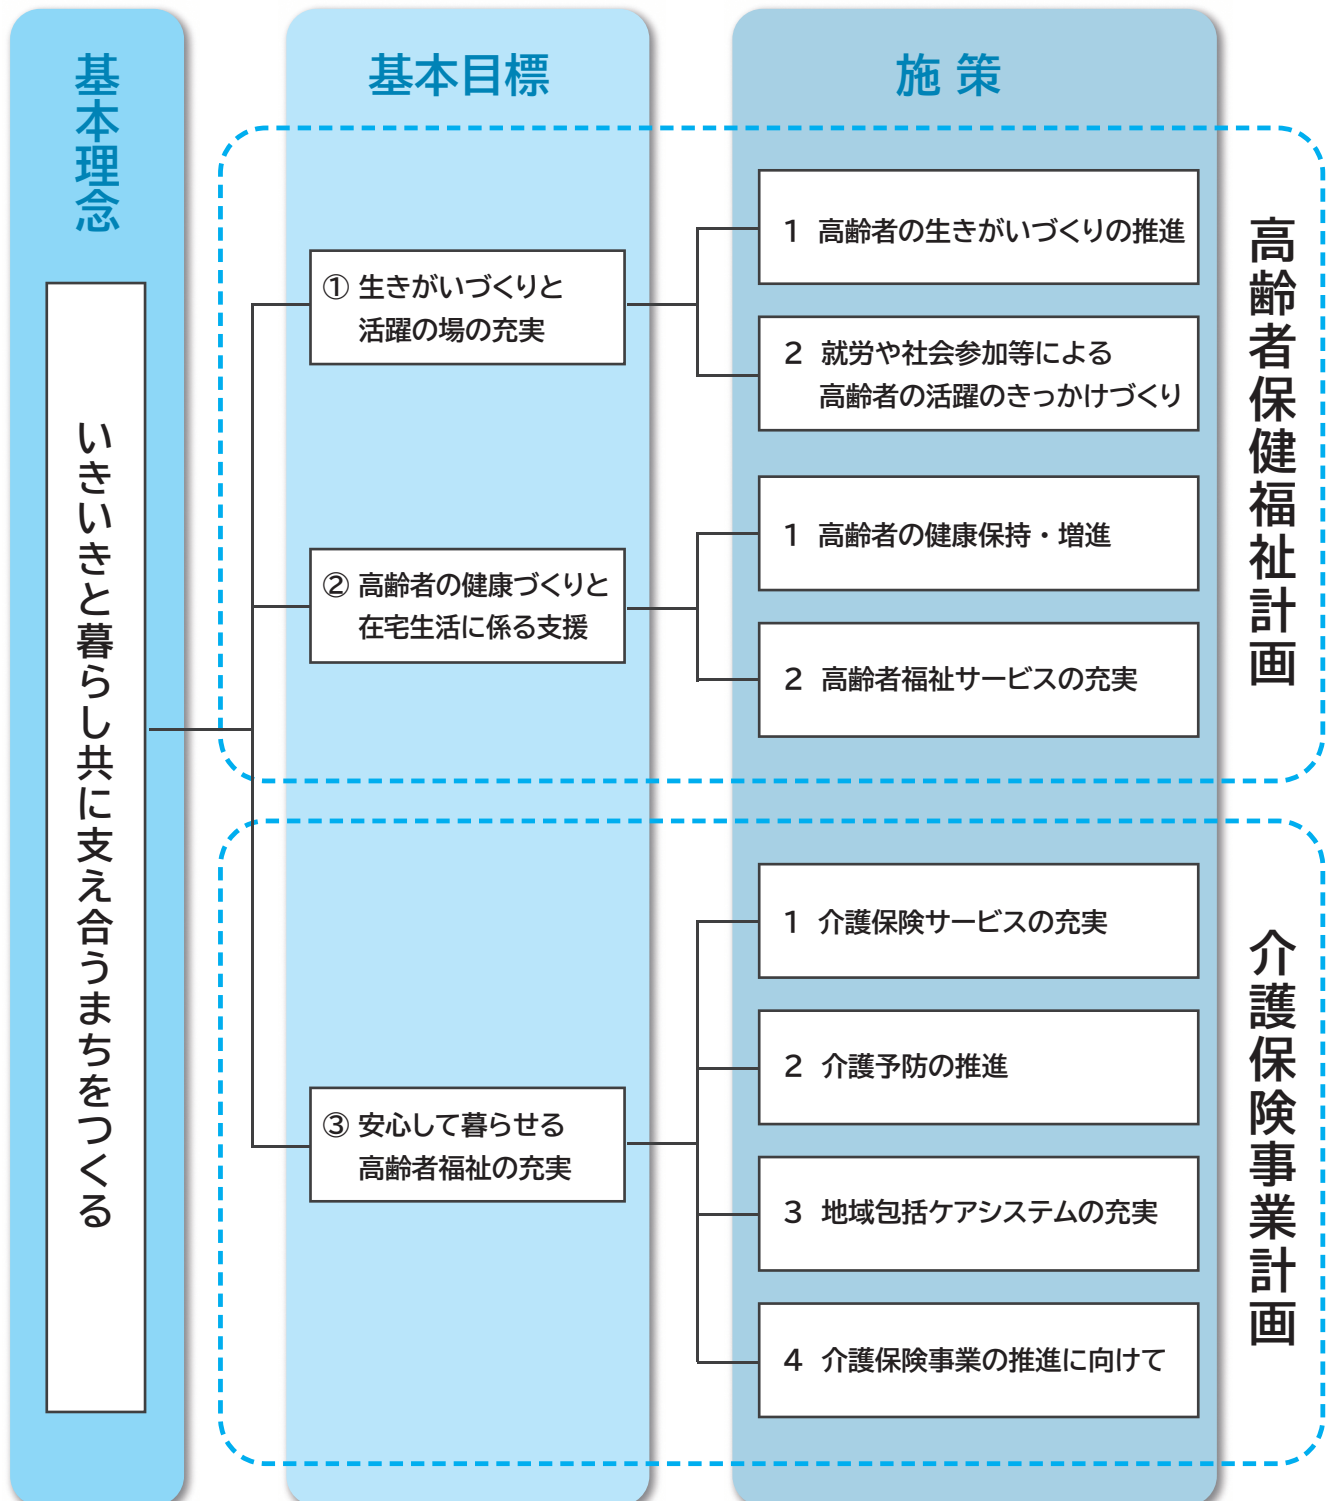 基本理念
いきいきと暮らし共に支え合うまちをつくる
基本目標
施策
① 生きがいづくりと
活躍の場の充実
1 高齢者の生きがいづくりの推進
2 就労や社会参加等による
高齢者の活躍のきっかけづくり
② 高齢者の健康づくりと
在宅生活に係る支援
1 高齢者の健康保持・増進
2 高齢者福祉サービスの充実
高齢者保健福祉計画
③ 安心して暮らせる
高齢者福祉の充実
1 介護保険サービスの充実
2 介護予防の推進
3 地域包括ケアシステムの充実
4 介護保険事業の推進に向けて
介護保険事業計画